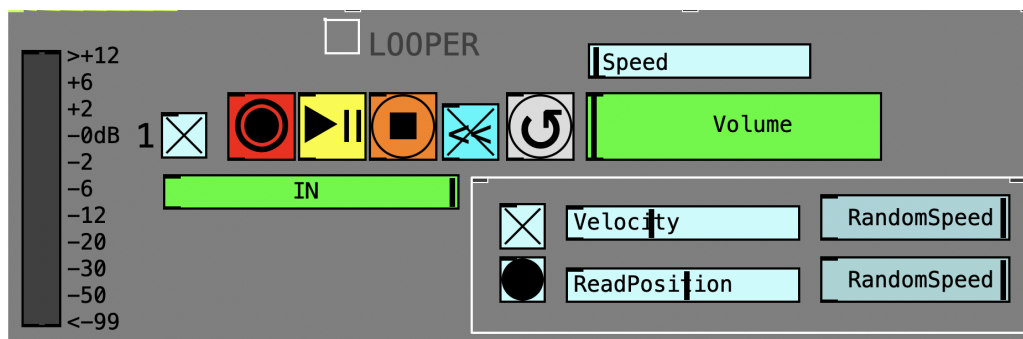 LOOPER
>+12
+6
+2
-0dB
-2
-6
-12
-20
-30
-50
<-99
1
<<
Speed
Volume
IN
Velocity
RandomSpeed
ReadPosition
RandomSpeed